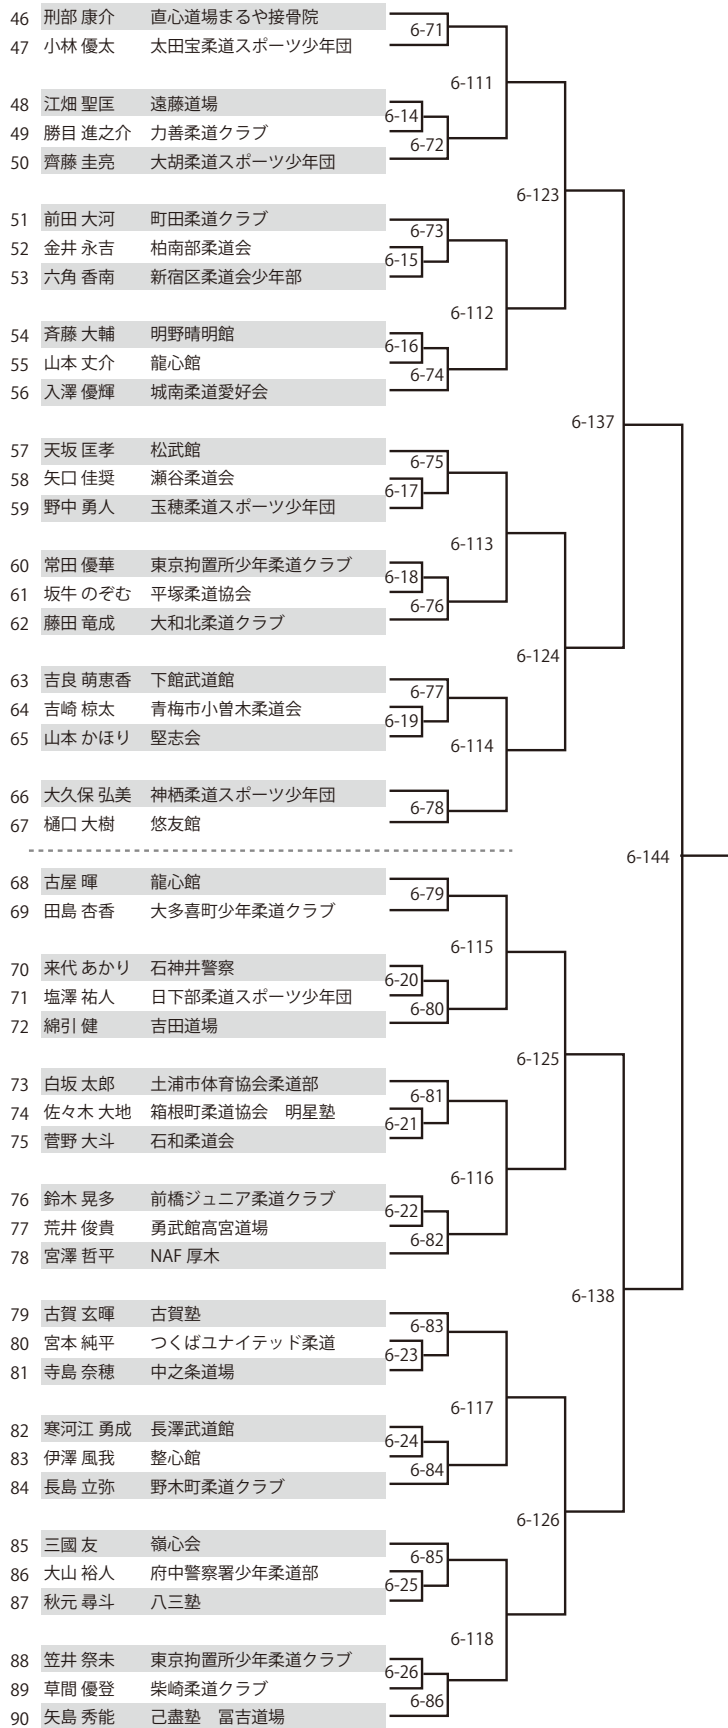 46 刑部 康介 直心道場まるや接骨院
6-71
47 小林 優太 太田宝柔道スポーツ少年団
6-111
48 江畑 聖匡 遠藤道場
6-14
49 勝目 進之介 力善柔道クラブ
6-72
50 齊藤 圭亮 大胡柔道スポーツ少年団
6-123
51 前田 大河 町田柔道クラブ
6-73
52 金井 永吉 柏南部柔道会
6-15
53 六角 香南 新宿区柔道会少年部
6-112
54 斉藤 大輔 明野晴明館
6-16
55 山本 丈介 龍心館
6-74
56 入澤 優輝 城南柔道愛好会
6-137
57 天坂 匡孝 松武館
6-75
58 矢口 佳奨 瀬谷柔道会
6-17
59 野中 勇人 玉穂柔道スポーツ少年団
6-113
60 常田 優華 東京拘置所少年柔道クラブ
6-18
61 坂牛 のぞむ 平塚柔道協会
6-76
62 藤田 竜成 大和北柔道クラブ
6-124
63 吉良 萌恵香 下館武道館
6-77
64 吉崎 椋太 青梅市小曽木柔道会
6-19
65 山本 かほり 堅志会
6-114
66 大久保 弘美 神栖柔道スポーツ少年団
6-78
67 樋口 大樹 悠友館
6-144
68 古屋 暉 龍心館
6-79
69 田島 杏香 大多喜町少年柔道クラブ
6-115
70 来代 あかり 石神井警察
6-20
71 塩澤 祐人 日下部柔道スポーツ少年団
6-80
72 綿引 健 吉田道場
6-125
73 白坂 太郎 土浦市体育協会柔道部
6-81
74 佐々木 大地 箱根町柔道協会 明星塾
6-21
75 菅野 大斗 石和柔道会
6-116
76 鈴木 晃多 前橋ジュニア柔道クラブ
6-22
77 荒井 俊貴 勇武館高宮道場
6-82
78 宮澤 哲平 NAF 厚木
6-138
79 古賀 玄暉 古賀塾
6-83
80 宮本 純平 つくばユナイテッド柔道
6-23
81 寺島 奈穂 中之条道場
6-117
82 寒河江 勇成 長澤武道館
6-24
83 伊澤 風我 整心館
6-84
84 長島 立弥 野木町柔道クラブ
6-126
85 三國 友 嶺心会
6-85
86 大山 裕人 府中警察署少年柔道部
6-25
87 秋元 尋斗 八三塾
6-118
88 笠井 祭未 東京拘置所少年柔道クラブ
6-26
89 草間 優登 柴崎柔道クラブ
6-86
90 矢島 秀能 己盡塾 冨吉道場